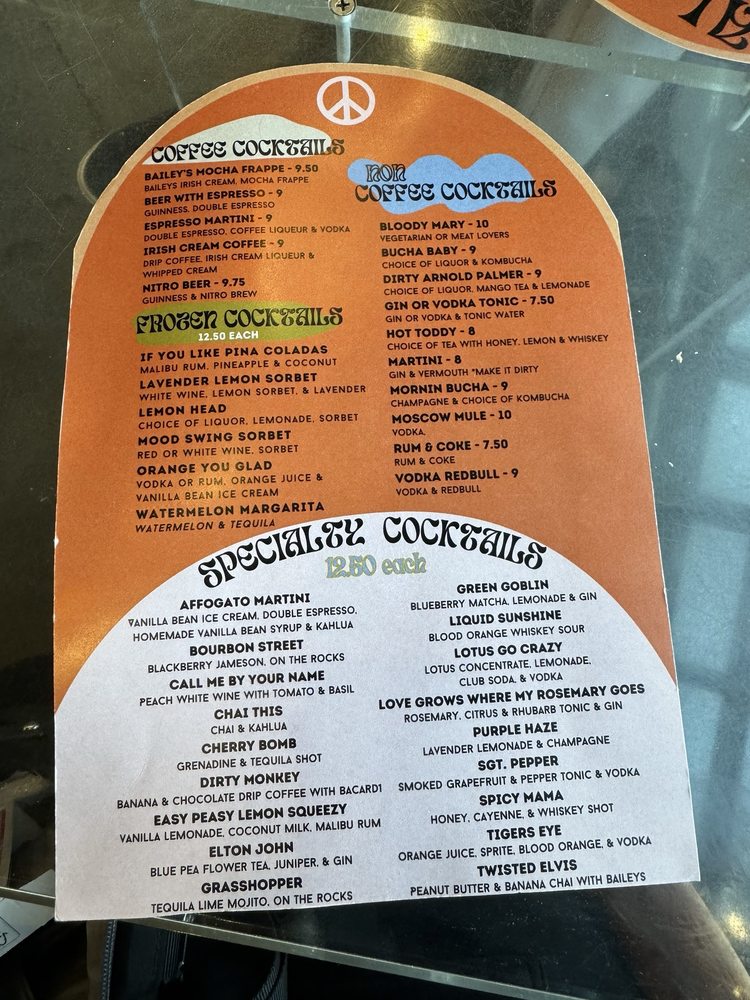 COFFEE COCKTAILS
BAILEY'S MOCHA FRAPPE - 9.50
BAILEYS IRISH CREAM, MOCHA FRAPPE
BEER WITH ESPRESSO - 9
GUINNESS, DOUBLE ESPRESSO
ESPRESSO MARTINI - 9
DOUBLE ESPRESSO, COFFEE LIQUEUR & VODKA
IRISH CREAM COFFEE - 9
DRIP COFFEE, IRISH CREAM LIQUEUR &
WHIPPED CREAM
NITRO BEER - 9.75
GUINNESS & NITRO BREW
FROZEN COCKTAILS
12.50 EACH
IF YOU LIKE PINA COLADAS
MALIBU RUM, PINEAPPLE & COCONUT
LAVENDER LEMON SORBET
WHITE WINE, LEMON SORBET, & LAVENDER
LEMON HEAD
CHOICE OF LIQUOR, LEMONADE, SORBET
MOOD SWING SORBET
RED OR WHITE WINE, SORBET
ORANGE YOU GLAD
VODKA OR RUM, ORANGE JUICE &
VANILLA BEAN ICE CREAM
WATERMELON MARGARITA
WATERMELON & TEQUILA
NON
COFFEE COCKTAILS
BLOODY MARY - 10
VEGETARIAN OR MEAT LOVERS
BUCHA BABY - 9
CHOICE OF LIQUOR & KOMBUCHA
DIRTY ARNOLD PALMER - 9
CHOICE OF LIQUOR, MANGO TEA & LEMONADE
GIN OR VODKA TONIC - 7.50
GIN OR VODKA & TONIC WATER
HOT TODDY - 8
CHOICE OF TEA WITH HONEY, LEMON & WHISKEY
MARTINI - 8
GIN & VERMOUTH *MAKE IT DIRTY
MORNIN BUCHA - 9
CHAMPAGNE & CHOICE OF KOMBUCHA
MOSCOW MULE - 10
VODKA,
RUM & COKE - 7.50
RUM & COKE
VODKA REDBULL - 9
VODKA & REDBULL
SPECIALTY COCKTAILS
12.50 each
AFFOGATO MARTINI
VANILLA BEAN ICE CREAM, DOUBLE ESPRESSO,
HOMEMADE VANILLA BEAN SYRUP & KAHLUA
BOURBON STREET
BLACKBERRY JAMESON, ON THE ROCKS
CALL ME BY YOUR NAME
PEACH WHITE WINE WITH TOMATO & BASIL
CHAI THIS
CHAI & KAHLUA
CHERRY BOMB
GRENADINE & TEQUILA SHOT
DIRTY MONKEY
BANANA & CHOCOLATE DRIP COFFEE WITH BACARDI
EASY PEASY LEMON SQUEEZY
VANILLA LEMONADE, COCONUT MILK, MALIBU RUM
ELTON JOHN
BLUE PEA FLOWER TEA, JUNIPER, & GIN
GRASSHOPPER
TEQUILA LIME MOJITO, ON THE ROCKS
GREEN GOBLIN
BLUEBERRY MATCHA, LEMONADE & GIN
LIQUID SUNSHINE
BLOOD ORANGE WHISKEY SOUR
LOTUS GO CRAZY
LOTUS CONCENTRATE, LEMONADE,
CLUB SODA, & VODKA
LOVE GROWS WHERE MY ROSEMARY GOES
ROSEMARY, CITRUS & RHUBARB TONIC & GIN
PURPLE HAZE
LAVENDER LEMONADE & CHAMPAGNE
SGT. PEPPER
SMOKED GRAPEFRUIT & PEPPER TONIC & VODKA
SPICY MAMA
HONEY, CAYENNE, & WHISKEY SHOT
TIGERS EYE
ORANGE JUICE, SPRITE, BLOOD ORANGE, & VODKA
TWISTED ELVIS
PEANUT BUTTER & BANANA CHAI WITH BAILEYS